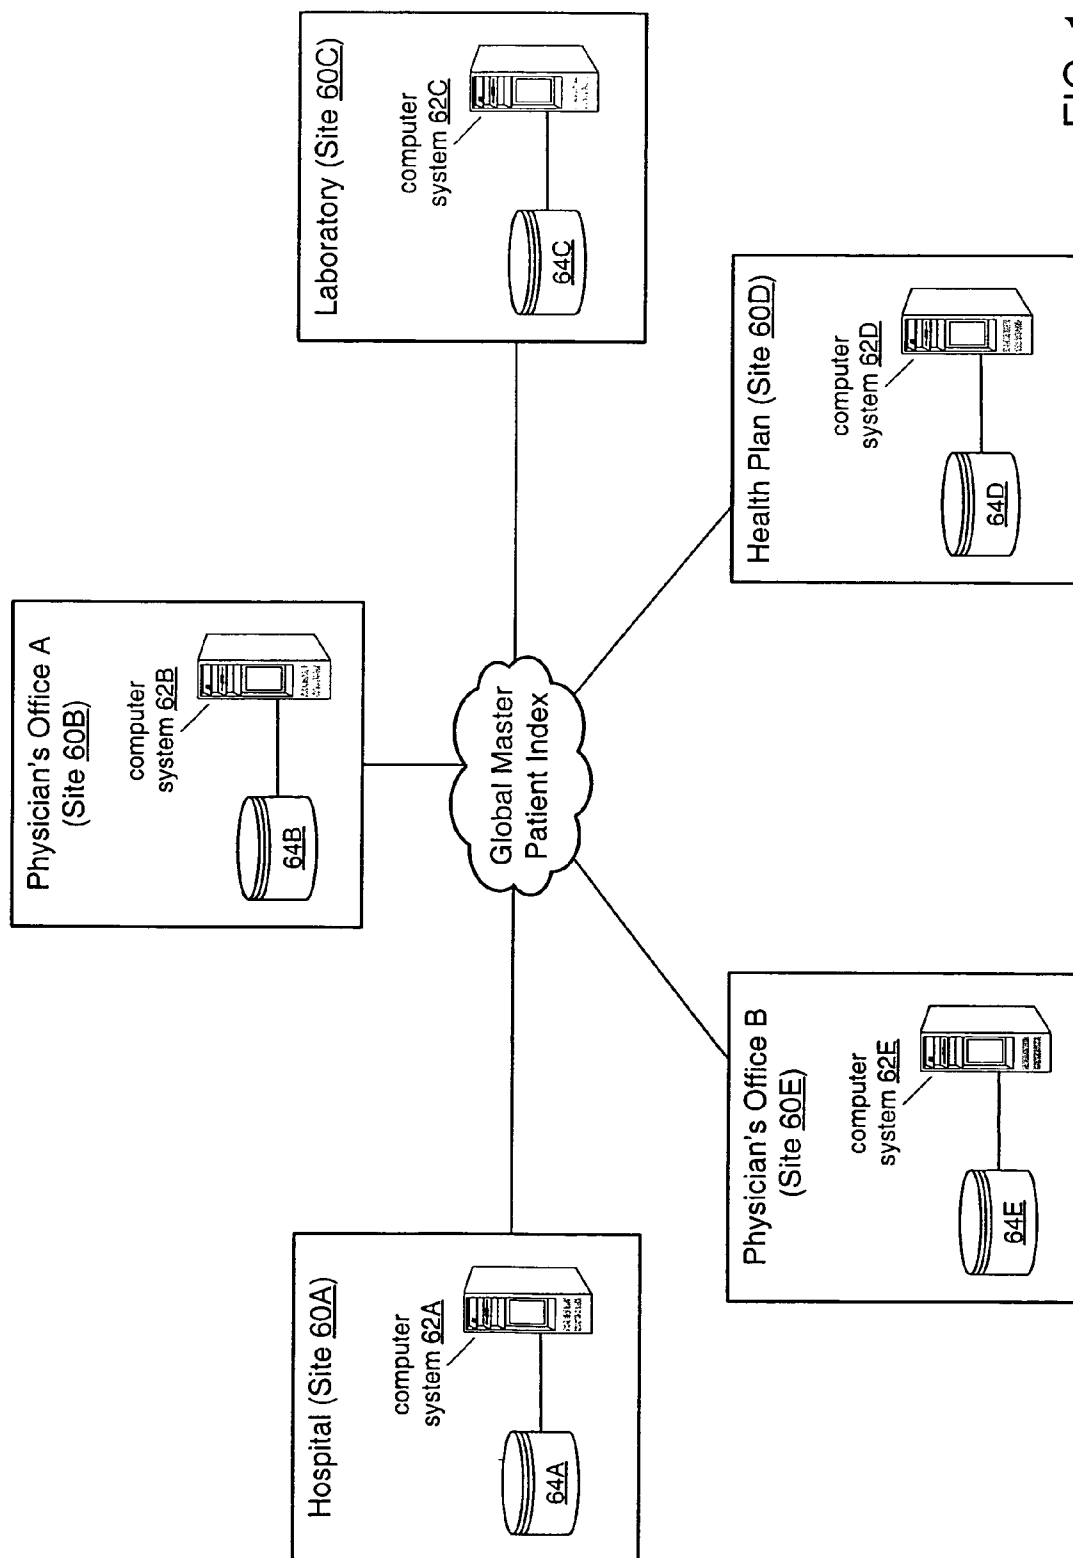 Physician's Office A
(Site 60B)
computer
system 62B
64B
Hospital (Site 60A)
computer
system 62A
64A
Global Master
Patient Index
Laboratory (Site 60C)
computer
system 62C
64C
Physician's Office B
(Site 60E)
computer
system 62E
64E
Health Plan (Site 60D)
computer
system 62D
64D
FIG. 1